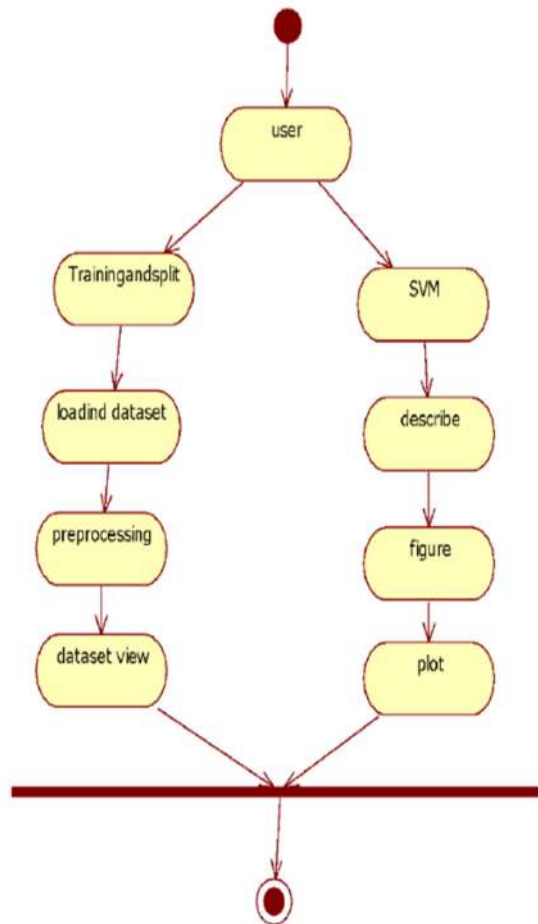 user
Trainingandsplit
SVM
loadind dataset
describe
preprocessing
figure
dataset view
plot